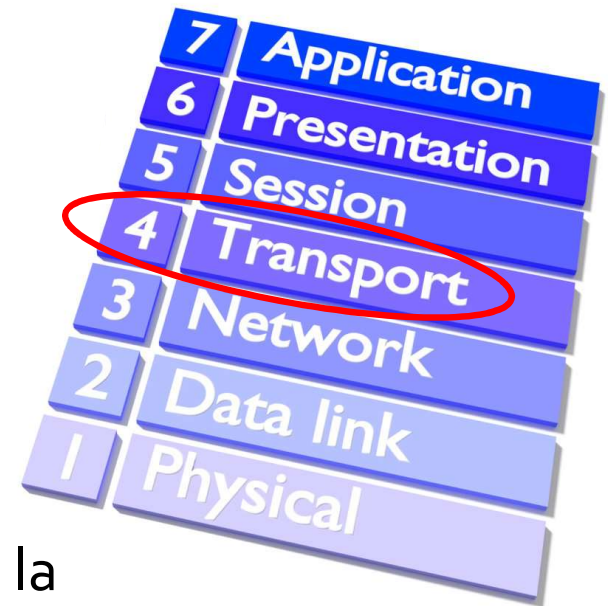 7 Application
6 Presentation
5 Session
4 Transport
3 Network
2 Data link
1 Physical
la